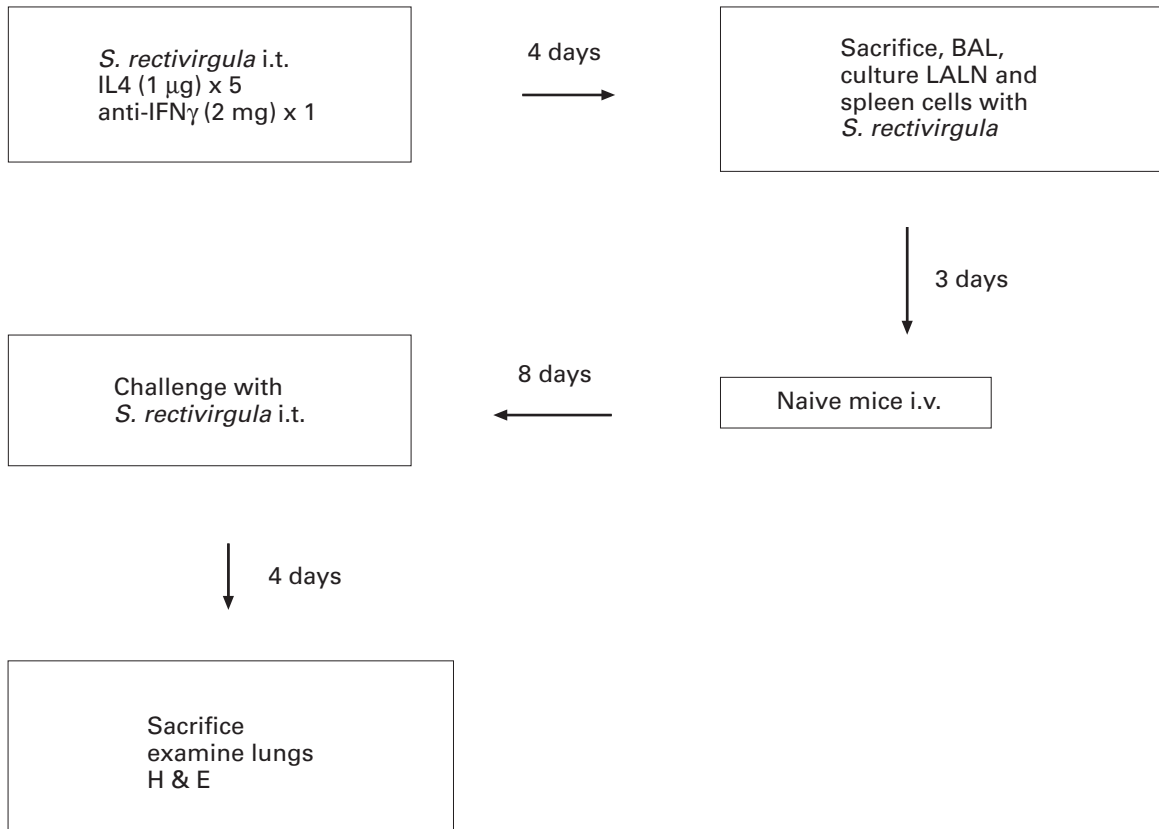 S. rectivirgula i.t.
IL4 (1 μg) x 5
anti-IFNγ (2 mg) x 1
4 days
Sacrifice, BAL,
culture LALN and
spleen cells with
S. rectivirgula
3 days
Naive mice i.v.
8 days
Challenge with
S. rectivirgula i.t.
4 days
Sacrifice
examine lungs
H & E